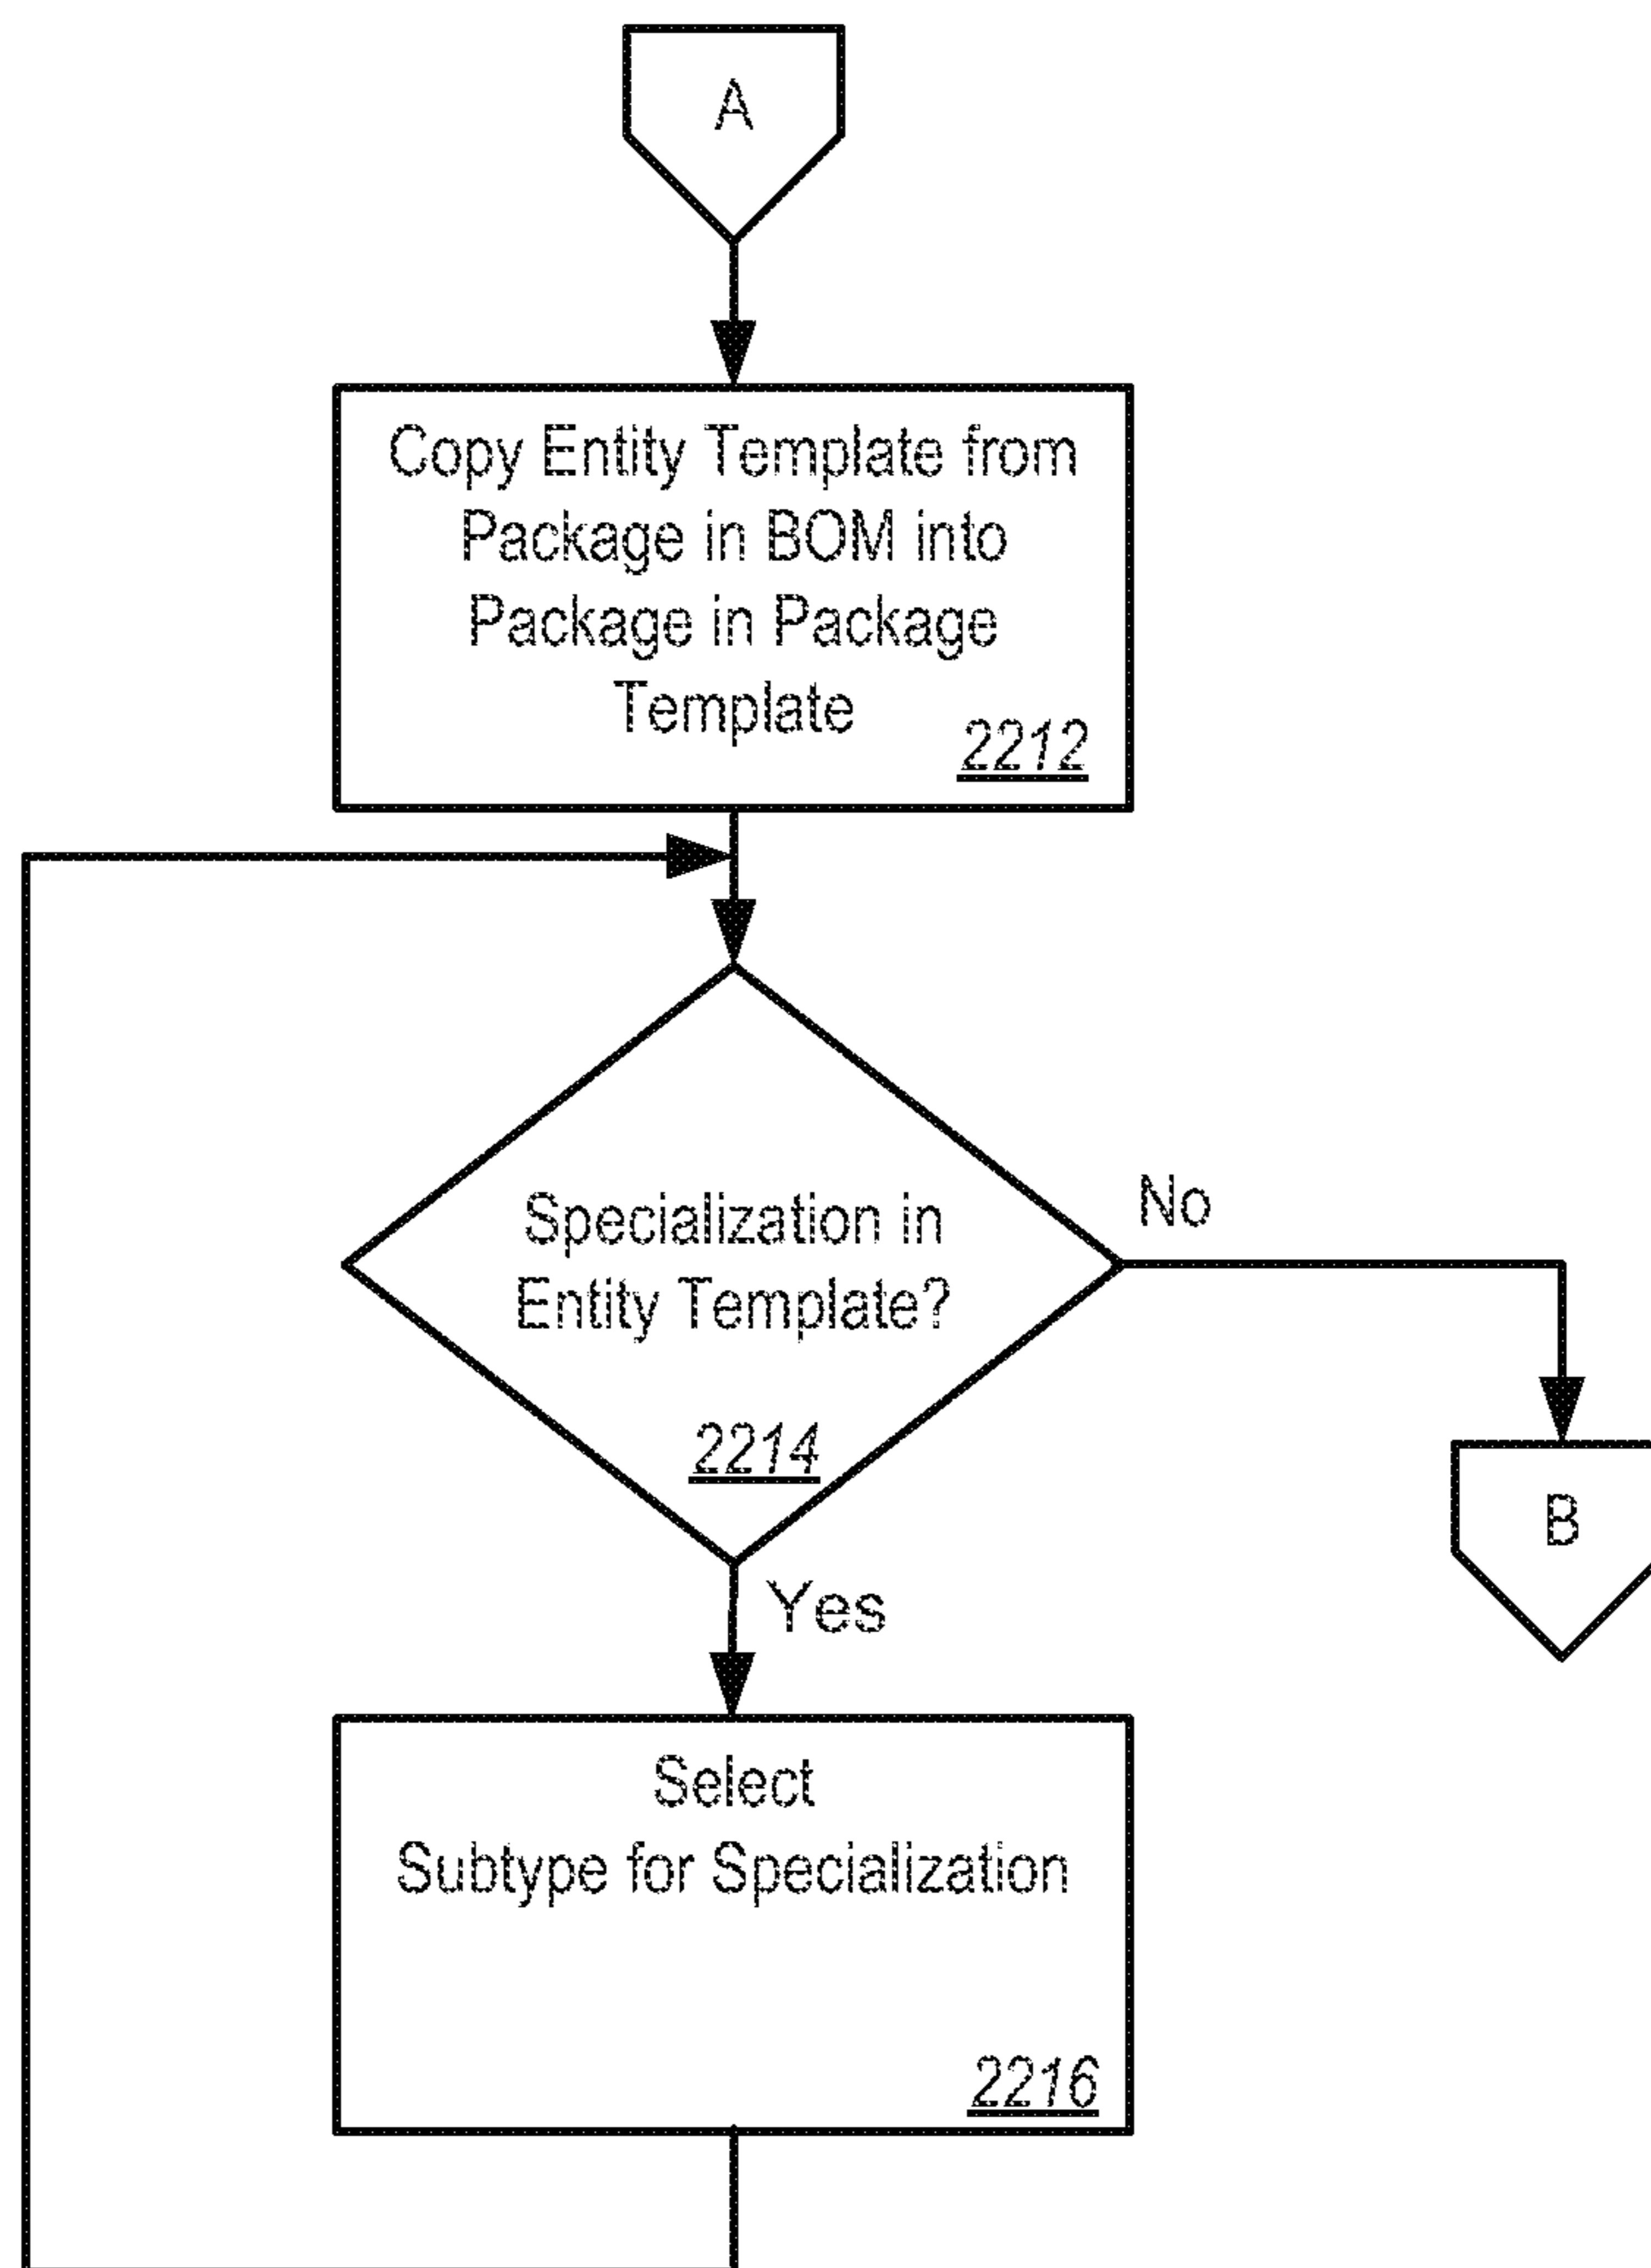 A
Copy Entity Template from
Package in BOM into
Package in Package
Template
2212
Specialization in
Entity Template?
2214
No
B
Yes
Select
Subtype for Specialization
2216